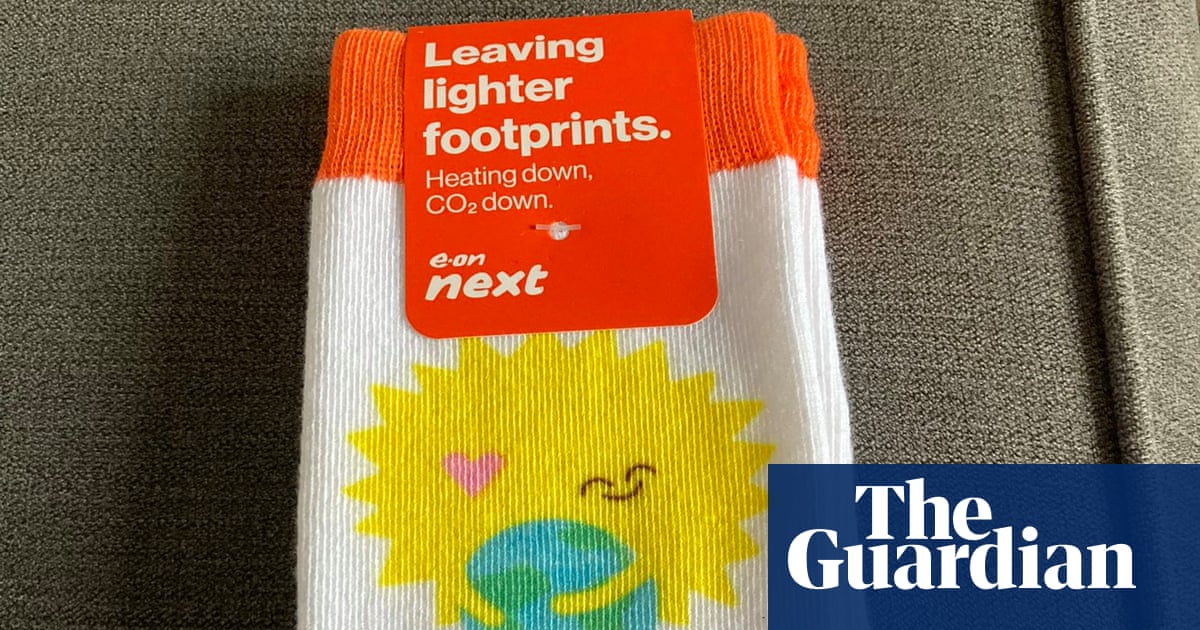 Leaving
lighter
footprints.
Heating down,
CO₂ down.
e·on
next
The
Guardian